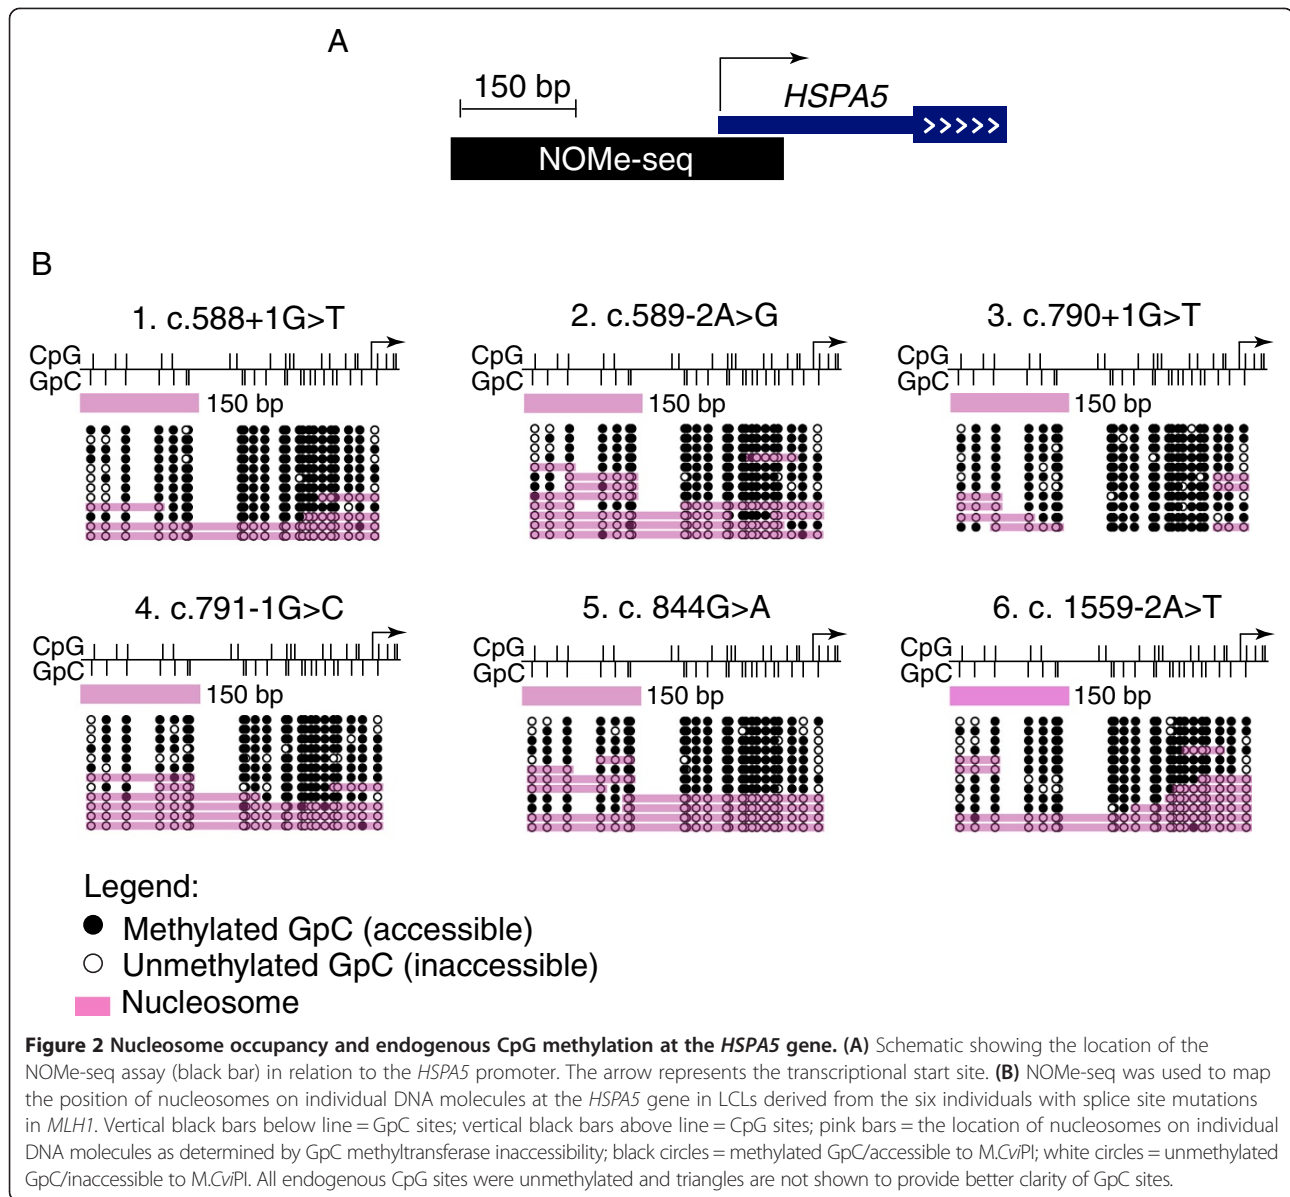 A
150 bp
HSPA5
>>>>>
NOMe-seq
B
1. c.588+1G>T
CpG
GpC
150 bp
2. c.589-2A>G
CpG
GpC
150 bp
3. c.790+1G>T
CpG
GpC
150 bp
4. c.791-1G>C
CpG
GpC
150 bp
5. c. 844G>A
CpG
GpC
150 bp
6. c. 1559-2A>T
CpG
GpC
150 bp
Legend:
Methylated GpC (accessible)
Unmethylated GpC (inaccessible)
Nucleosome
Figure 2 Nucleosome occupancy and endogenous CpG methylation at the HSPA5 gene. (A) Schematic showing the location of the
NOMe-seq assay (black bar) in relation to the HSPA5 promoter. The arrow represents the transcriptional start site. (B) NOMe-seq was used to map
the position of nucleosomes on individual DNA molecules at the HSPA5 gene in LCLs derived from the six individuals with splice site mutations
in MLH1. Vertical black bars below line = GpC sites; vertical black bars above line = CpG sites; pink bars = the location of nucleosomes on individual
DNA molecules as determined by GpC methyltransferase inaccessibility; black circles = methylated GpC/accessible to M.CviPI; white circles = unmethylated
GpC/inaccessible to M.CviPI. All endogenous CpG sites were unmethylated and triangles are not shown to provide better clarity of GpC sites.